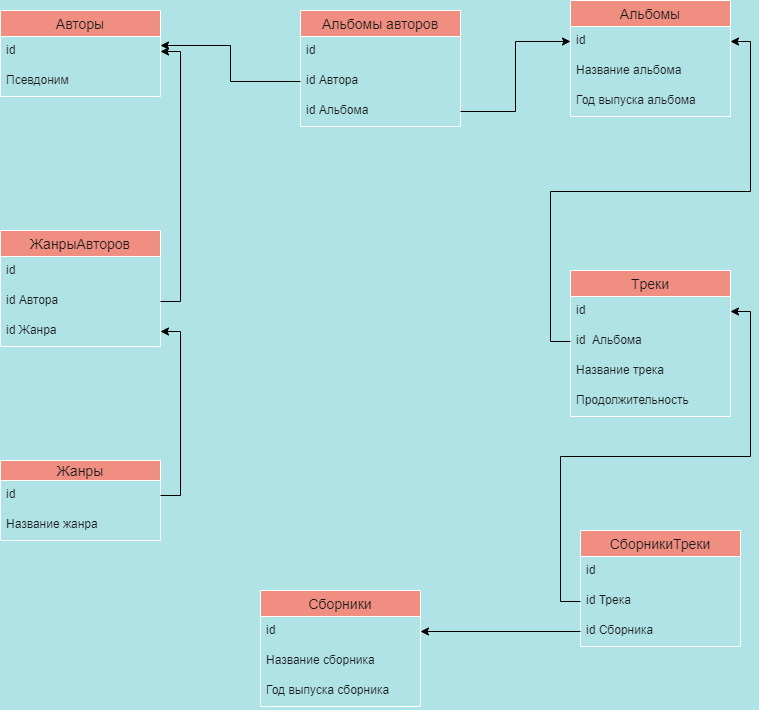 Авторы
id
Псевдоним
Альбомы авторов
id
id Автора
id Альбома
Альбомы
id
Название альбома
Год выпуска альбома
ЖанрыАвторов
id
id Автора
id Жанра
Треки
id
id Альбома
Название трека
Продолжительность
Жанры
id
Название жанра
СборникиТреки
id
id Трека
id Сборника
Сборники
id
Название сборника
Год выпуска сборника